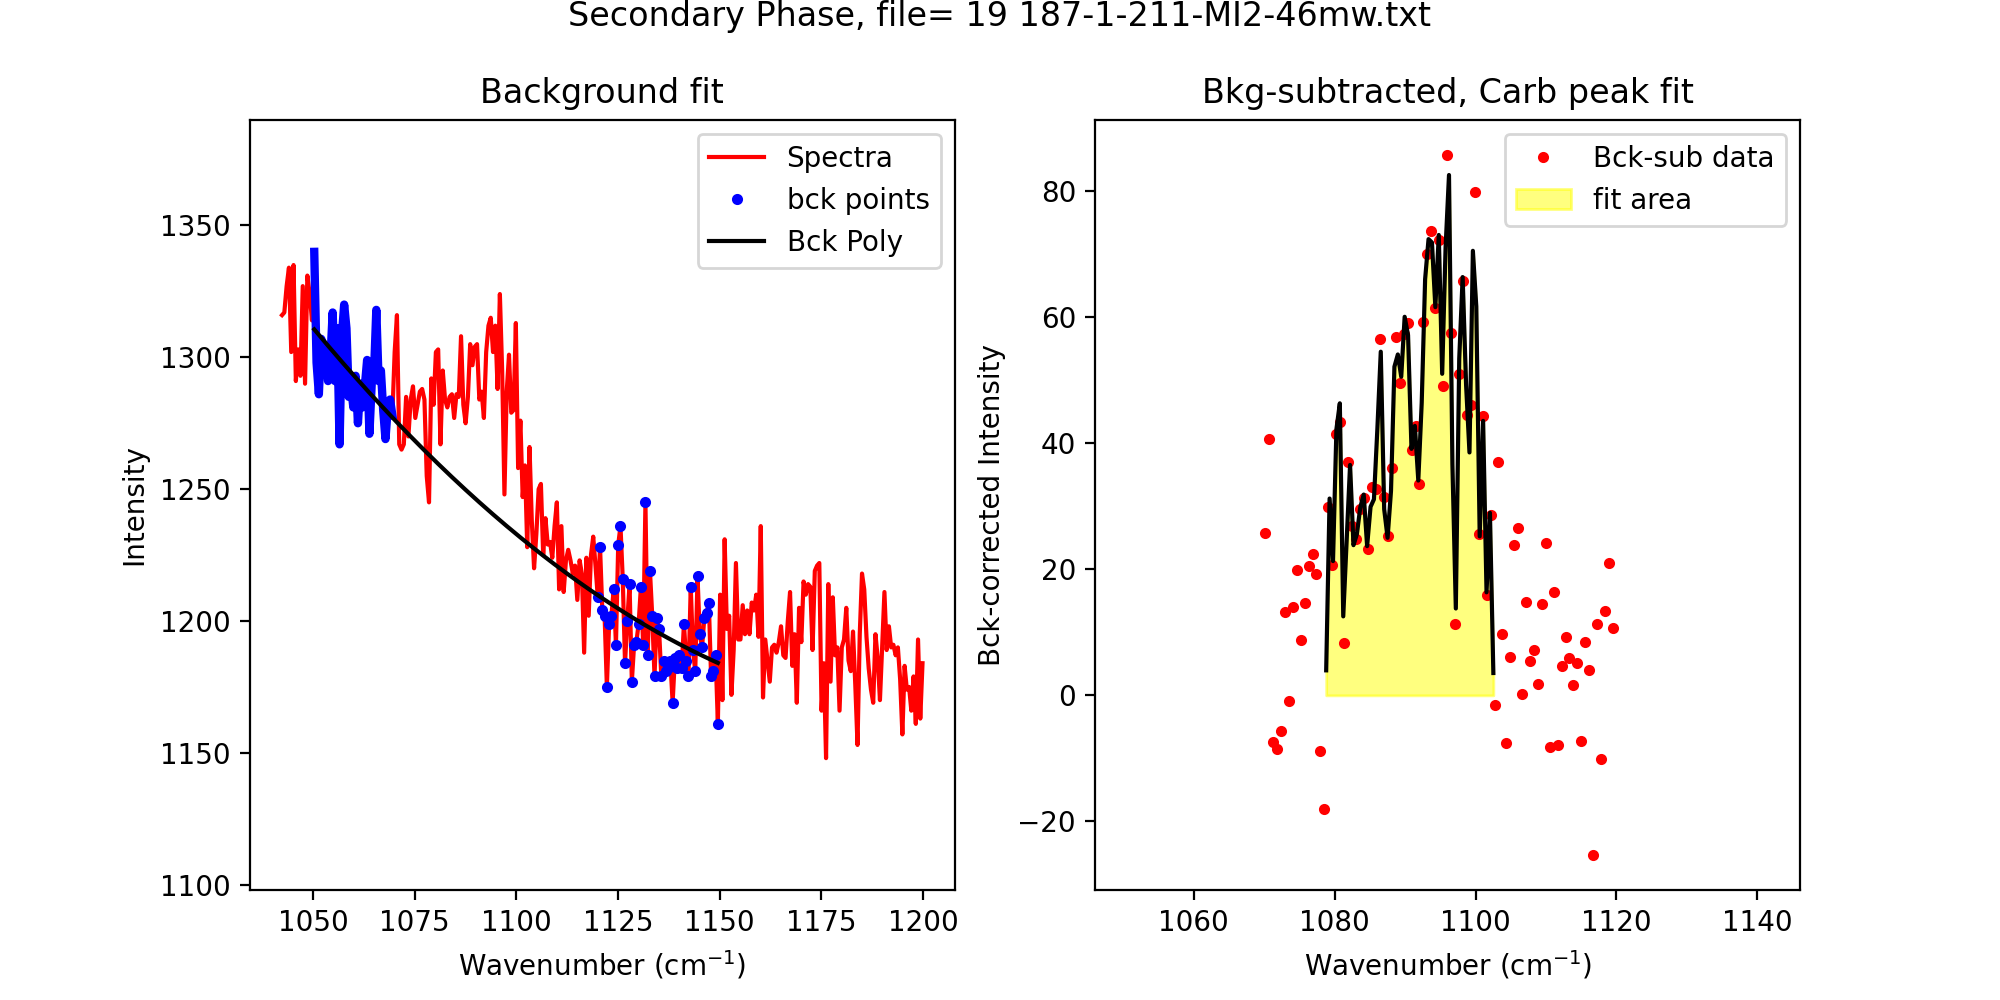 Secondary Phase, file= 19 187-1-211-MI2-46mw.txt
Background fit
Spectra
bck points
Bck Poly
Intensity
1350
1300
1250
1200
1150
1100
1050 1075 1100 1125 1150 1175 1200
Wavenumber (cm⁻¹)
Bkg-subtracted, Carb peak fit
Bck-sub data
fit area
Bck-corrected Intensity
80
60
40
20
0
−20
1060 1080 1100 1120 1140
Wavenumber (cm⁻¹)